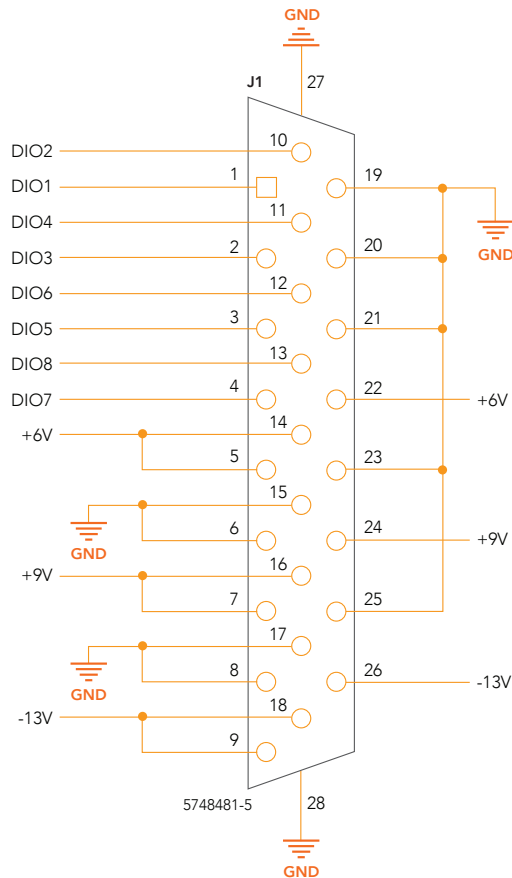 GND
J1
27
DIO2 10
DIO1 1 19
DIO4 11 GND
DIO3 2 20
DIO6 12
DIO5 3 21
DIO8 13
DIO7 4 22 +6V
+6V 14
5 23
15
GND 6 24 +9V
+9V 16
7 25
17
GND 8 26 -13V
-13V 18
9
5748481-5 28
GND